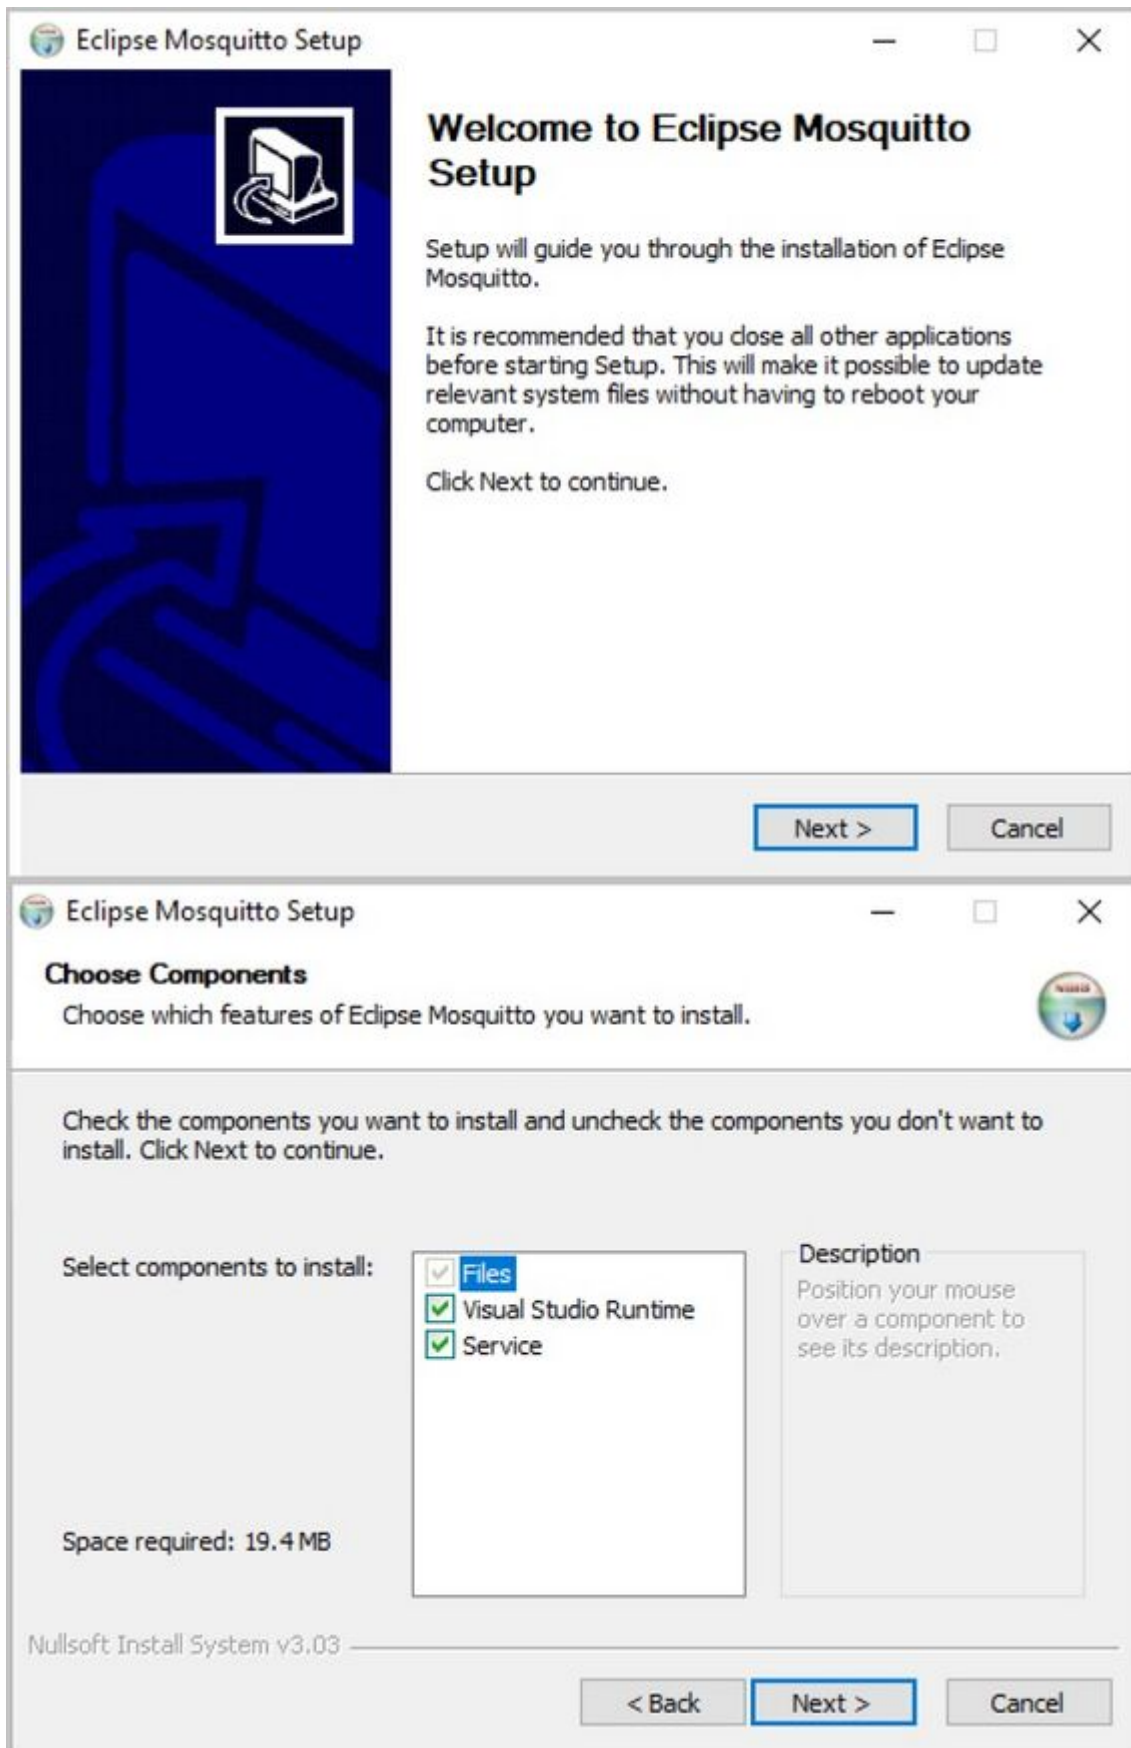 Eclipse Mosquitto Setup
Welcome to Eclipse Mosquitto
Setup
Setup will guide you through the installation of Eclipse
Mosquitto.
It is recommended that you close all other applications
before starting Setup. This will make it possible to update
relevant system files without having to reboot your
computer.
Click Next to continue.
Next >
Cancel
Eclipse Mosquitto Setup
Choose Components
Choose which features of Eclipse Mosquitto you want to install.
Check the components you want to install and uncheck the components you don't want to
install. Click Next to continue.
Select components to install:
Files
Visual Studio Runtime
Service
Description
Position your mouse
over a component to
see its description.
Space required: 19.4 MB
Nullsoft Install System v3.03
< Back
Next >
Cancel